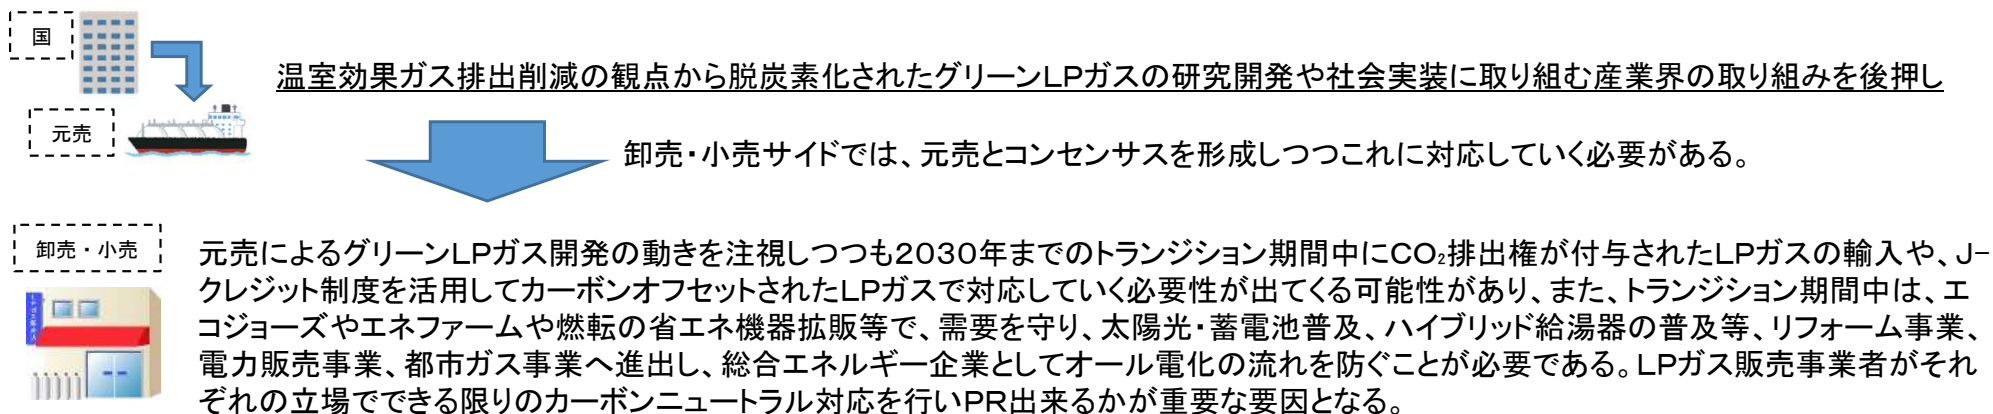 国
温室効果ガス排出削減の観点から脱炭素化されたグリーンLPガスの研究開発や社会実装に取り組む産業界の取り組みを後押し
元売
卸売・小売サイドでは、元売とコンセンサスを形成しつつこれに対応していく必要がある。
卸売・小売
元売によるグリーンLPガス開発の動きを注視しつつも2030年までのトランジション期間中にCO₂排出権が付与されたLPガスの輸入や、J-
クレジット制度を活用してカーボンオフセットされたLPガスで対応していく必要性が出てくる可能性があり、また、トランジション期間中は、エ
コジョーズやエネファームや燃転の省エネ機器拡販等で、需要を守り、太陽光・蓄電池普及、ハイブリッド給湯器の普及等、リフォーム事業、
電力販売事業、都市ガス事業へ進出し、総合エネルギー企業としてオール電化の流れを防ぐことが必要である。LPガス販売事業者がそれ
ぞれの立場でできる限りのカーボンニュートラル対応を行いPR出来るかが重要な要因となる。